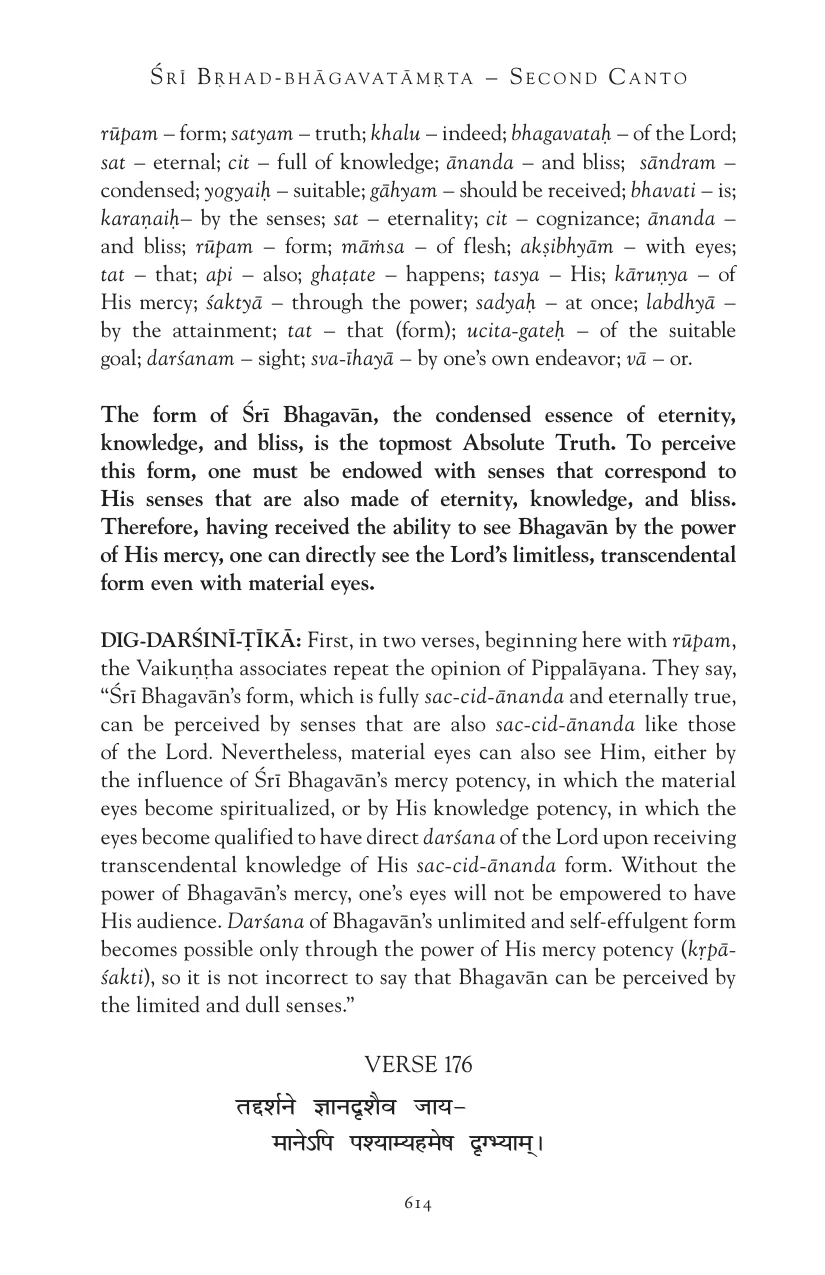 Śrī Bṛhad-bhāgavatāmṛta – Second Canto
rūpam – form; satyam – truth; khalu – indeed; bhagavataḥ – of the Lord;
sat – eternal; cit – full of knowledge; ānanda – and bliss; sāndram –
condensed; yogyaiḥ – suitable; gāhyam – should be received; bhavati – is;
karaṇaiḥ– by the senses; sat – eternality; cit – cognizance; ānanda –
and bliss; rūpam – form; māṁsa – of flesh; akṣibhyām – with eyes;
tat – that; api – also; ghaṭate – happens; tasya – His; kāruṇya – of
His mercy; śaktyā – through the power; sadyaḥ – at once; labdhyā –
by the attainment; tat – that (form); ucita-gateḥ – of the suitable
goal; darśanam – sight; sva-īhayā – by one’s own endeavor; vā – or.
The form of Śrī Bhagavān, the condensed essence of eternity,
knowledge, and bliss, is the topmost Absolute Truth. To perceive
this form, one must be endowed with senses that correspond to
His senses that are also made of eternity, knowledge, and bliss.
Therefore, having received the ability to see Bhagavān by the power
of His mercy, one can directly see the Lord’s limitless, transcendental
form even with material eyes.
DIG-DARŚINĪ-ṬĪKĀ: First, in two verses, beginning here with rūpam,
the Vaikuṇṭha associates repeat the opinion of Pippalāyana. They say,
“Śrī Bhagavān’s form, which is fully sac-cid-ānanda and eternally true,
can be perceived by senses that are also sac-cid-ānanda like those
of the Lord. Nevertheless, material eyes can also see Him, either by
the influence of Śrī Bhagavān’s mercy potency, in which the material
eyes become spiritualized, or by His knowledge potency, in which the
eyes become qualified to have direct darśana of the Lord upon receiving
transcendental knowledge of His sac-cid-ānanda form. Without the
power of Bhagavān’s mercy, one’s eyes will not be empowered to have
His audience. Darśana of Bhagavān’s unlimited and self-effulgent form
becomes possible only through the power of His mercy potency (kṛpā-
śakti), so it is not incorrect to say that Bhagavān can be perceived by
the limited and dull senses.”
VERSE 176
तद्दर्शने ज्ञानदृशैव जाय–
मानेऽपि पश्याम्यहमेष दृग्भ्याम्।
614